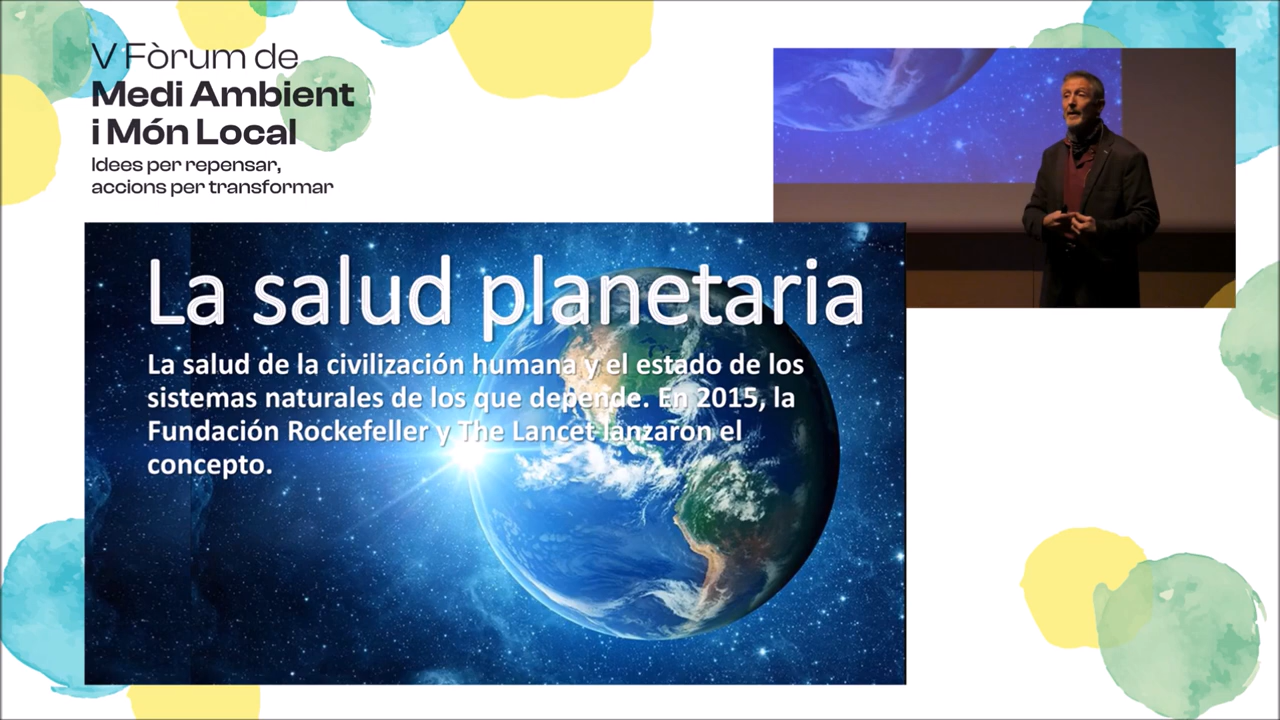 V Fòrum de
Medi Ambient
i Món Local
Idees per repensar,
accions per transformar
La salud planetaria
La salud de la civilización humana y el estado de los
sistemas naturales de los que depende. En 2015, la
Fundación Rockefeller y The Lancet lanzaron el
concepto.